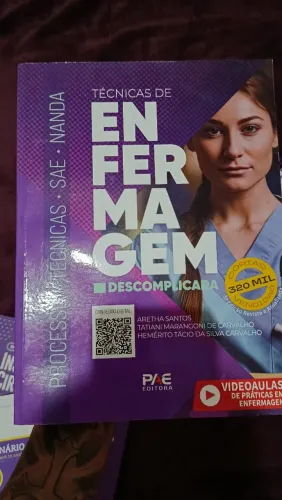 TÉCNICAS DE
EN
FER
MA
GEM
DESCOMPLICADA
TÉCNICAS • SAE • NANDA
320 MIL
ARETHA SANTOS
TATIANI MARANGONI DE CARVALHO
HEMÉRITO TÁCIO DA SILVA CARVALHO
PAE
EDITORA
VIDEOAULAS
DE PRÁTICAS EM
ENFERMAGEM